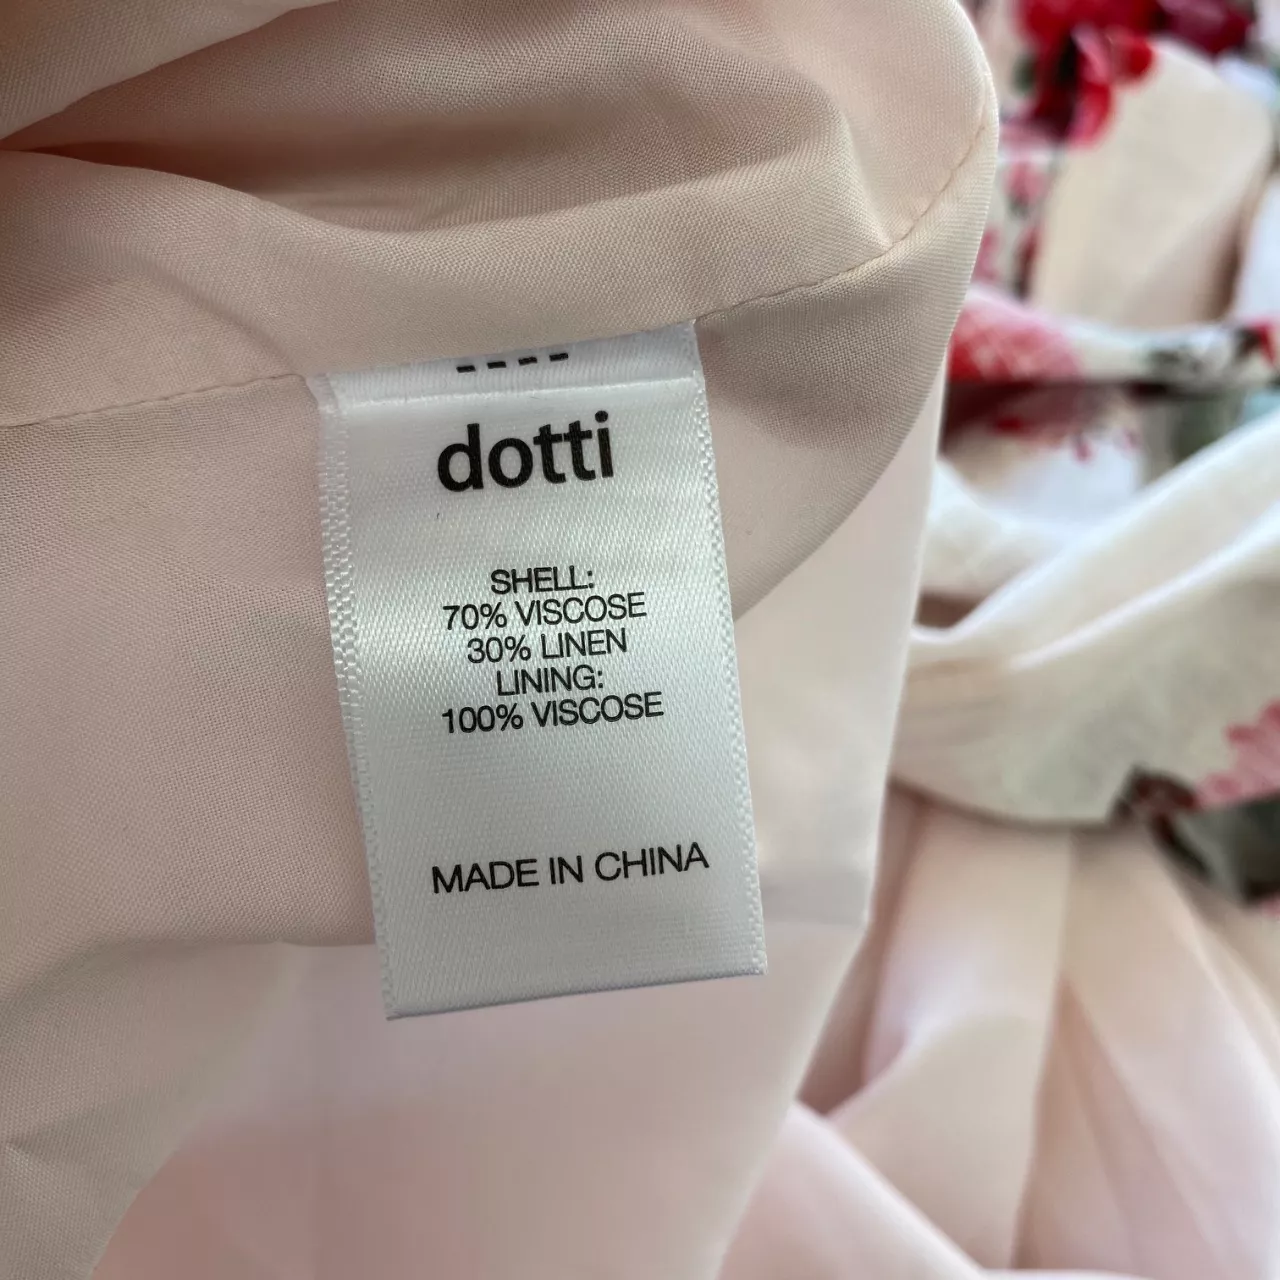 dotti
SHELL:
70% VISCOSE
30% LINEN
LINING:
100% VISCOSE
MADE IN CHINA